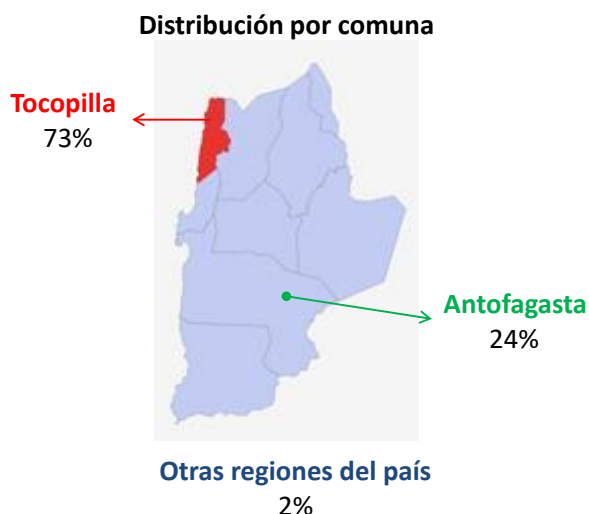 Distribución por comuna
Tocopilla
73%
Antofagasta
24%
Otras regiones del país
2%